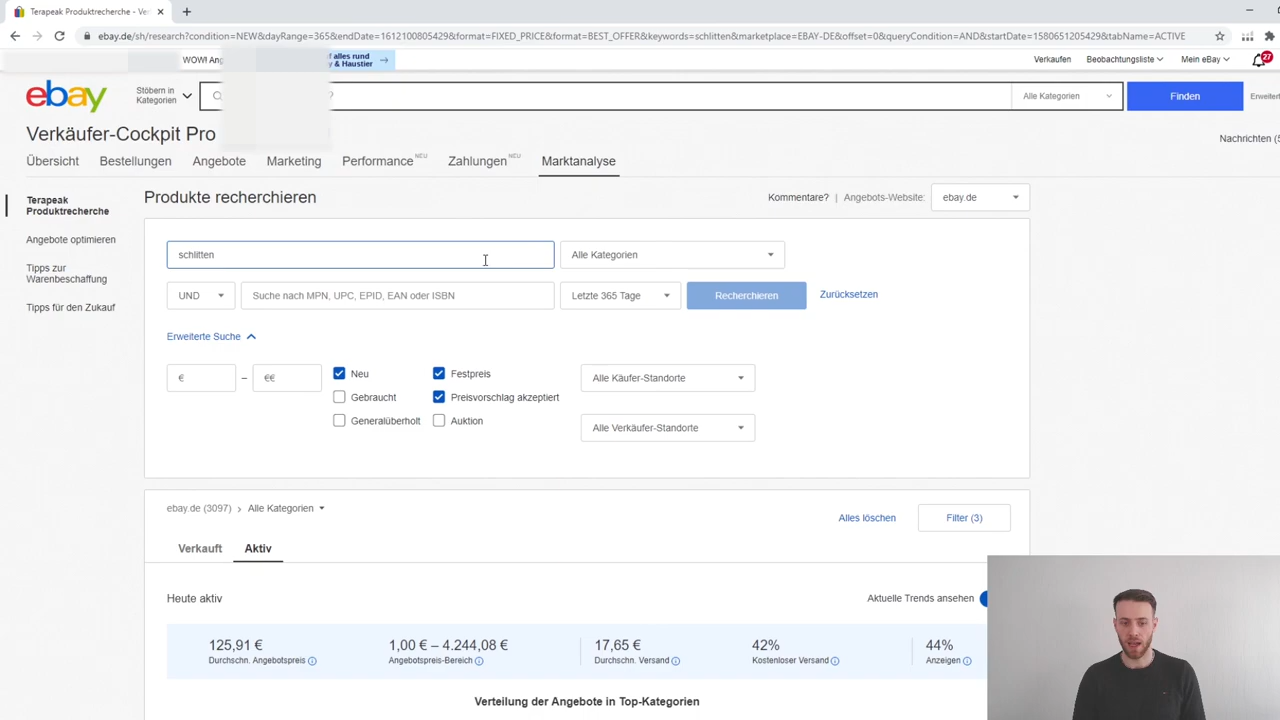 Terapeak Produktrecherche - Ver
ebay.de/sh/research?condition=NEW&dayRange=365&endDate=1612100805429&format=FIXED_PRICE&format=BEST_OFFER&keywords=schlitten&marketplace=EBAY-DE&offset=0&queryCondition=AND&startDate=1580651205429&tabName=ACTIVE
WOW! Ang
f alles rund
y & Haustier
Verkaufen
Beobachtungsliste
Mein eBay
27
ebay
Stöbern in
Kategorien
Alle Kategorien
Finden
Erweitert
Verkäufer-Cockpit Pro
Nachrichten (5
Übersicht
Bestellungen
Angebote
Marketing
Performance NEU
Zahlungen NEU
Marktanalyse
Terapeak
Produktrecherche
Angebote optimieren
Tipps zur
Warenbeschaffung
Tipps für den Zukauf
Produkte recherchieren
Kommentare? | Angebots-Website: ebay.de
schlitten
Alle Kategorien
UND
Suche nach MPN, UPC, EPID, EAN oder ISBN
Letzte 365 Tage
Recherchieren
Zurücksetzen
Erweiterte Suche
€ – €€
Neu
Gebraucht
Generalüberholt
Festpreis
Preisvorschlag akzeptiert
Auktion
Alle Käufer-Standorte
Alle Verkäufer-Standorte
ebay.de (3097) > Alle Kategorien
Alles löschen
Filter (3)
Verkauft
Aktiv
Heute aktiv
Aktuelle Trends ansehen
125,91 €
Durchschn. Angebotspreis
1,00 € – 4.244,08 €
Angebotspreis-Bereich
17,65 €
Durchschn. Versand
42%
Kostenloser Versand
44%
Anzeigen
Verteilung der Angebote in Top-Kategorien